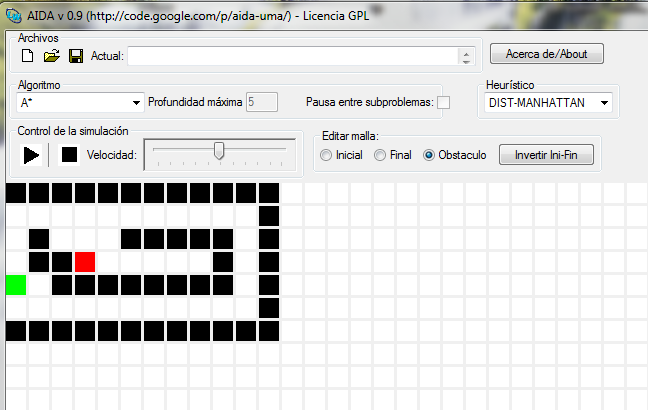 AIDA v 0.9 (http://code.google.com/p/aida-uma/) - Licencia GPL
Archivos
Actual:
Acerca de/About
Algoritmo
Heurístico
A*
Profundidad máxima 5
Pausa entre subproblemas:
DIST-MANHATTAN
Control de la simulación
Editar malla:
Velocidad:
Inicial
Final
Obstaculo
Invertir Ini-Fin